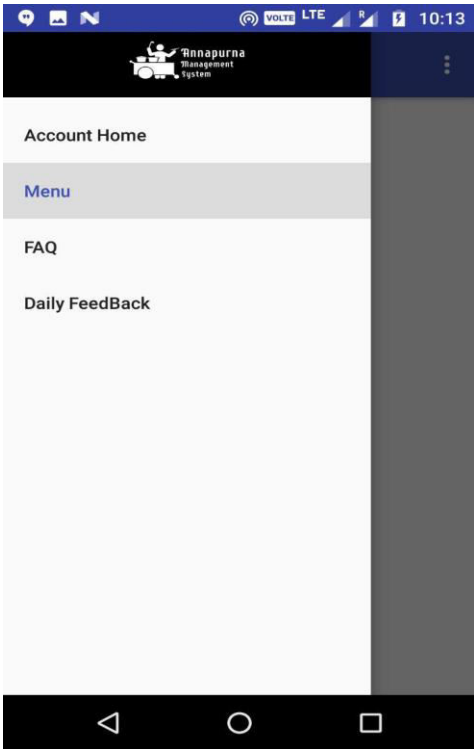 VOLTE LTE R 10:13
Annapurna
Management
System
Account Home
Menu
FAQ
Daily FeedBack